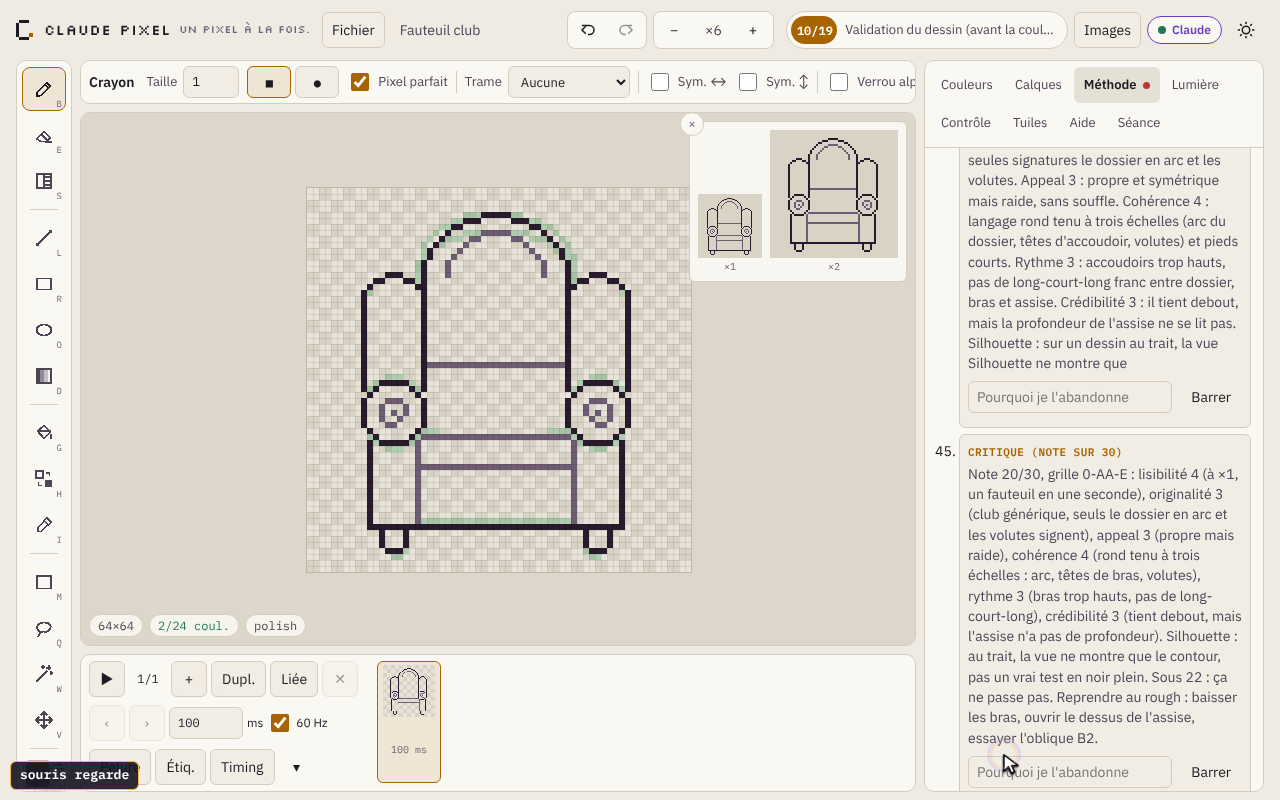 CLAUDE PIXEL UN PIXEL À LA FOIS. Fichier Fauteuil club − ×6 + 10/19 Validation du dessin (avant la coul… Images Claude
Crayon Taille 1 Pixel parfait Trame Aucune Sym. Sym. Verrou alp
B
E
S
L
R
O
D
G
H
I
M
Q
W
V
×
×1
×2
64×64 2/24 coul. polish
1/1 + Dupl. Liée ×
100 ms 60 Hz
Étiq. Timing
100 ms
souris regarde
Couleurs Calques Méthode Lumière
Contrôle Tuiles Aide Séance
seules signatures le dossier en arc et les
volutes. Appeal 3 : propre et symétrique
mais raide, sans souffle. Cohérence 4 :
langage rond tenu à trois échelles (arc du
dossier, têtes d'accoudoir, volutes) et pieds
courts. Rythme 3 : accoudoirs trop hauts,
pas de long-court-long franc entre dossier,
bras et assise. Crédibilité 3 : il tient debout,
mais la profondeur de l'assise ne se lit pas.
Silhouette : sur un dessin au trait, la vue
Silhouette ne montre que
Pourquoi je l'abandonne Barrer
45. CRITIQUE (NOTE SUR 30)
Note 20/30, grille 0-AA-E : lisibilité 4 (à ×1,
un fauteuil en une seconde), originalité 3
(club générique, seuls le dossier en arc et
les volutes signent), appeal 3 (propre mais
raide), cohérence 4 (rond tenu à trois
échelles : arc, têtes de bras, volutes),
rythme 3 (bras trop hauts, pas de long-
court-long), crédibilité 3 (tient debout, mais
l'assise n'a pas de profondeur). Silhouette :
au trait, la vue ne montre que le contour,
pas un vrai test en noir plein. Sous 22 : ça
ne passe pas. Reprendre au rough : baisser
les bras, ouvrir le dessus de l'assise,
essayer l'oblique B2.
Pourquoi je l'abandonne Barrer